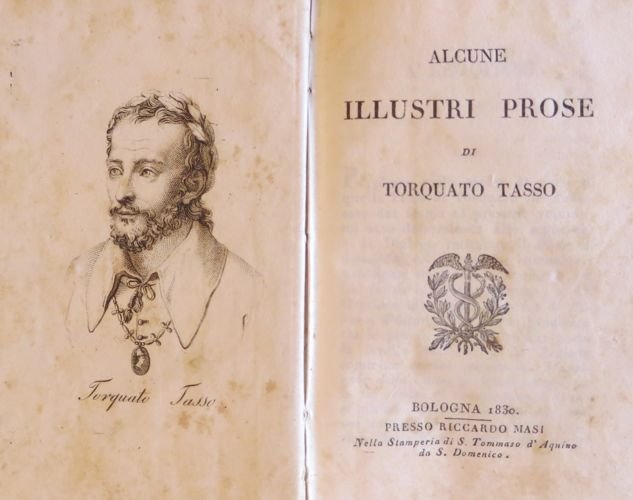 Torquato Tasso.
ALCUNE
ILLUSTRI PROSE
DI
TORQUATO TASSO
BOLOGNA 1830.
PRESSO RICCARDO MASI
Nella Stamperia di S. Tommaso d' Aquino
da S. Domenico.